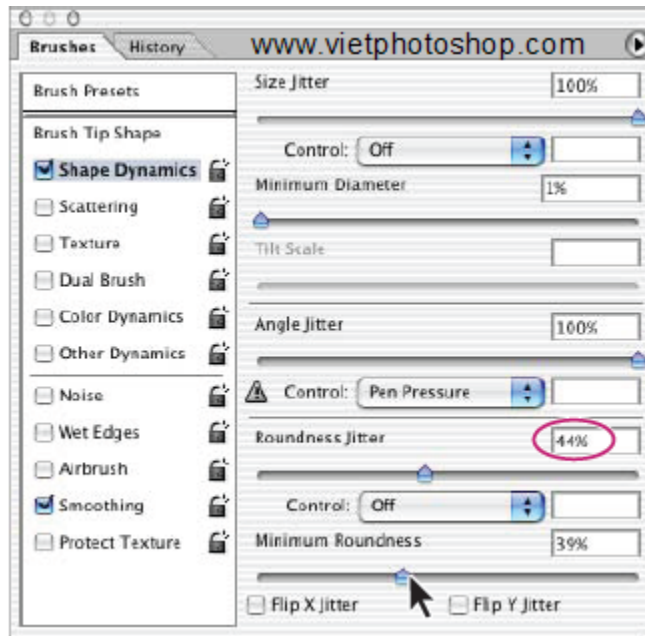 Brushes History www.vietphotoshop.com
Brush Presets
Brush Tip Shape
Shape Dynamics
Scattering
Texture
Dual Brush
Color Dynamics
Other Dynamics
Noise
Wet Edges
Airbrush
Smoothing
Protect Texture
Size Jitter 100%
Control: Off
Minimum Diameter 1%
Tilt Scale
Angle Jitter 100%
Control: Pen Pressure
Roundness Jitter 44%
Control: Off
Minimum Roundness 39%
Flip X Jitter Flip Y Jitter